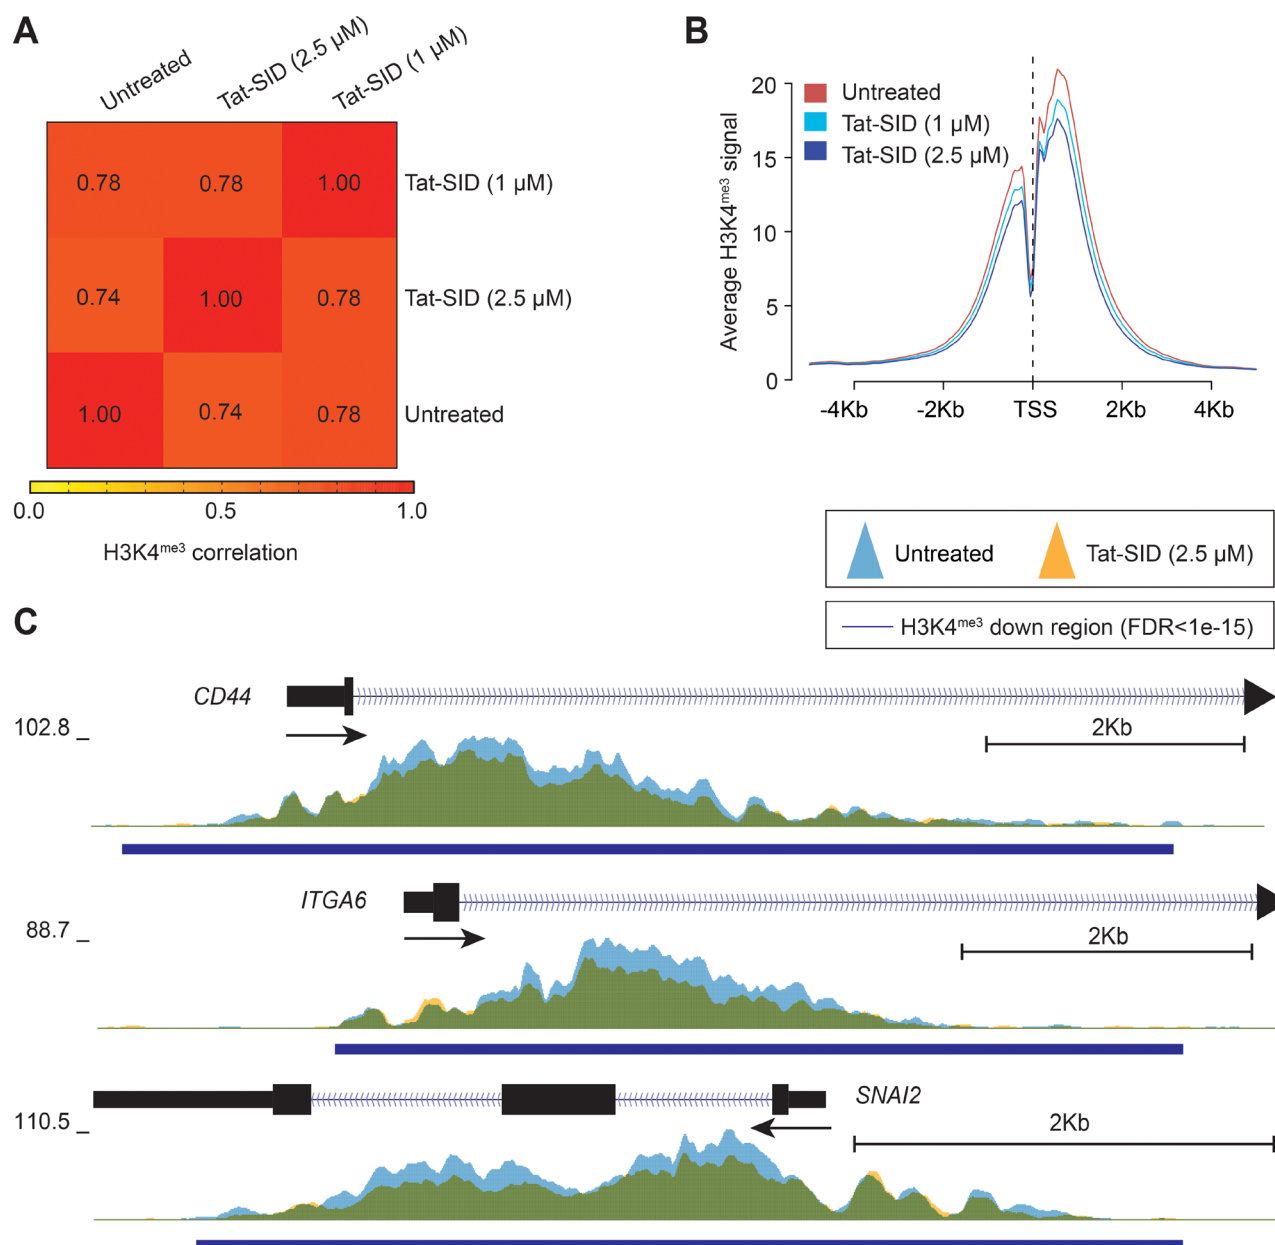 A
Untreated
Tat-SID (2.5 µM)
Tat-SID (1 µM)
0.78 0.78 1.00 Tat-SID (1 µM)
0.74 1.00 0.78 Tat-SID (2.5 µM)
1.00 0.74 0.78 Untreated
0.0 0.5 1.0
H3K4me3 correlation
B
Average H3K4me3 signal
20
15
10
5
0
Untreated
Tat-SID (1 µM)
Tat-SID (2.5 µM)
-4Kb -2Kb TSS 2Kb 4Kb
Untreated Tat-SID (2.5 µM)
H3K4me3 down region (FDR<1e-15)
C
CD44
102.8
2Kb
ITGA6
88.7
2Kb
SNAI2
110.5
2Kb